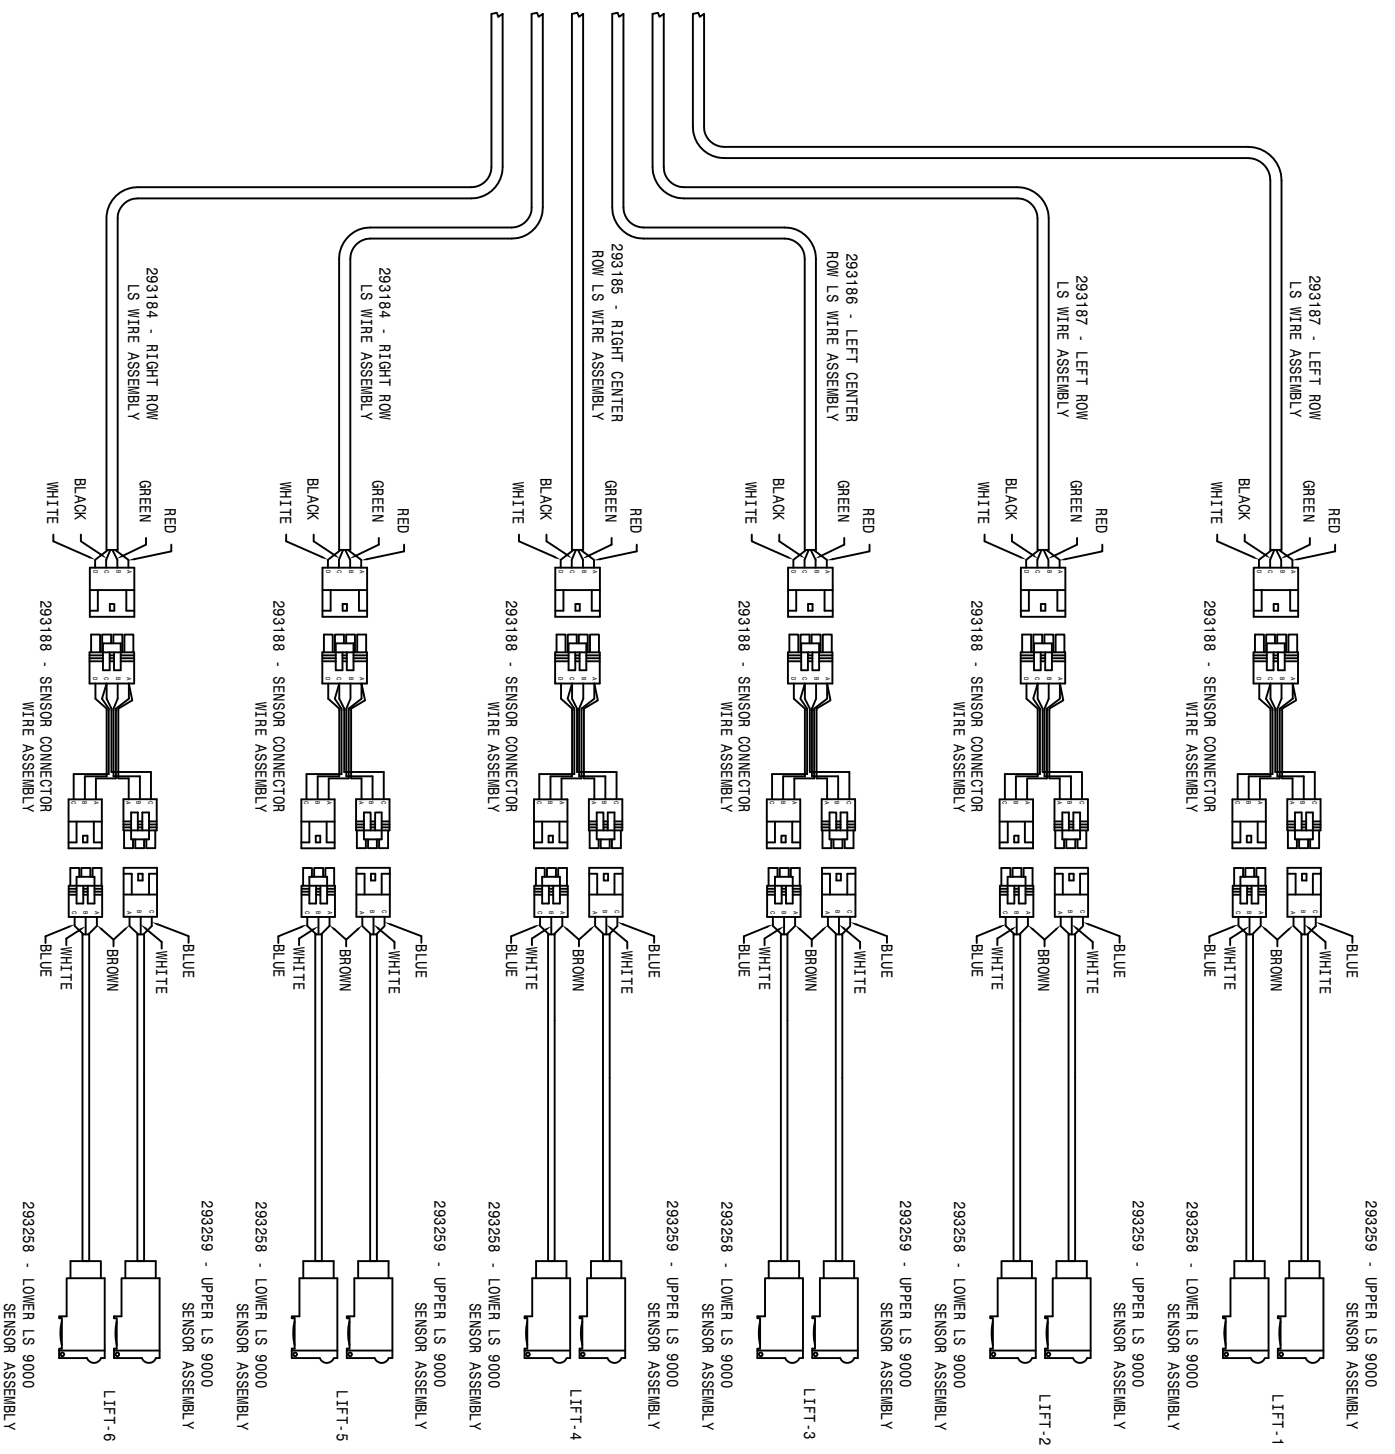 293187 - LEFT ROW
LS WIRE ASSEMBLY
RED
GREEN
BLACK
WHITE
A
B
C
D
A
B
C
D
293188 - SENSOR CONNECTOR
WIRE ASSEMBLY
C
B
A
A
B
C
C
B
A
A
B
C
BLUE
WHITE
BROWN
WHITE
BLUE
293259 - UPPER LS 9000
SENSOR ASSEMBLY
293258 - LOWER LS 9000
SENSOR ASSEMBLY
LIFT-1
293187 - LEFT ROW
LS WIRE ASSEMBLY
RED
GREEN
BLACK
WHITE
A
B
C
D
A
B
C
D
293188 - SENSOR CONNECTOR
WIRE ASSEMBLY
C
B
A
A
B
C
C
B
A
A
B
C
BLUE
WHITE
BROWN
WHITE
BLUE
293259 - UPPER LS 9000
SENSOR ASSEMBLY
293258 - LOWER LS 9000
SENSOR ASSEMBLY
LIFT-2
293186 - LEFT CENTER
ROW LS WIRE ASSEMBLY
RED
GREEN
BLACK
WHITE
A
B
C
D
A
B
C
D
293188 - SENSOR CONNECTOR
WIRE ASSEMBLY
C
B
A
A
B
C
C
B
A
A
B
C
BLUE
WHITE
BROWN
WHITE
BLUE
293259 - UPPER LS 9000
SENSOR ASSEMBLY
293258 - LOWER LS 9000
SENSOR ASSEMBLY
LIFT-3
293185 - RIGHT CENTER
ROW LS WIRE ASSEMBLY
RED
GREEN
BLACK
WHITE
A
B
C
D
A
B
C
D
293188 - SENSOR CONNECTOR
WIRE ASSEMBLY
C
B
A
A
B
C
C
B
A
A
B
C
BLUE
WHITE
BROWN
WHITE
BLUE
293259 - UPPER LS 9000
SENSOR ASSEMBLY
293258 - LOWER LS 9000
SENSOR ASSEMBLY
LIFT-4
293184 - RIGHT ROW
LS WIRE ASSEMBLY
RED
GREEN
BLACK
WHITE
A
B
C
D
A
B
C
D
293188 - SENSOR CONNECTOR
WIRE ASSEMBLY
C
B
A
A
B
C
C
B
A
A
B
C
BLUE
WHITE
BROWN
WHITE
BLUE
293259 - UPPER LS 9000
SENSOR ASSEMBLY
293258 - LOWER LS 9000
SENSOR ASSEMBLY
LIFT-5
293184 - RIGHT ROW
LS WIRE ASSEMBLY
RED
GREEN
BLACK
WHITE
A
B
C
D
A
B
C
D
293188 - SENSOR CONNECTOR
WIRE ASSEMBLY
C
B
A
A
B
C
C
B
A
A
B
C
BLUE
WHITE
BROWN
WHITE
BLUE
293259 - UPPER LS 9000
SENSOR ASSEMBLY
293258 - LOWER LS 9000
SENSOR ASSEMBLY
LIFT-6